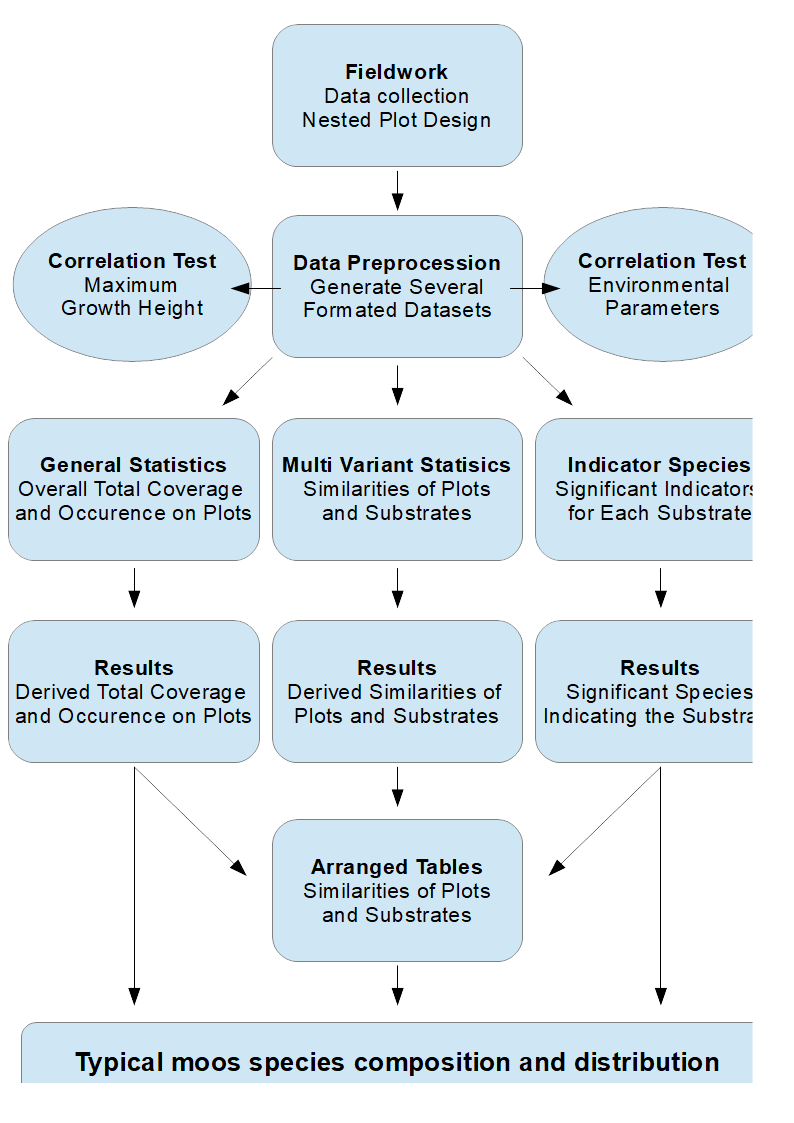 Fieldwork
Data collection
Nested Plot Design
Correlation Test
Maximum
Growth Height
Data Preprocession
Generate Several
Formated Datasets
Correlation Test
Environmental
Parameters
General Statistics
Overall Total Coverage
and Occurence on Plots
Multi Variant Statisics
Similarities of Plots
and Substrates
Indicator Species
Significant Indicators
for Each Substrate
Results
Derived Total Coverage
and Occurence on Plots
Results
Derived Similarities of
Plots and Substrates
Results
Significant Species
Indicating the
Arranged Tables
Similarities of Plots
and Substrates
Typical moos species composition and distribution